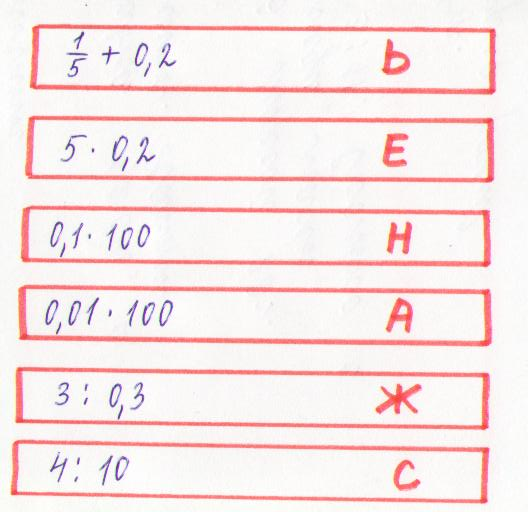 1/5 + 0,2 Ь
5 · 0,2 Е
0,1 · 100 Н
0,01 · 100 А
3 : 0,3 Ж
4 : 10 С